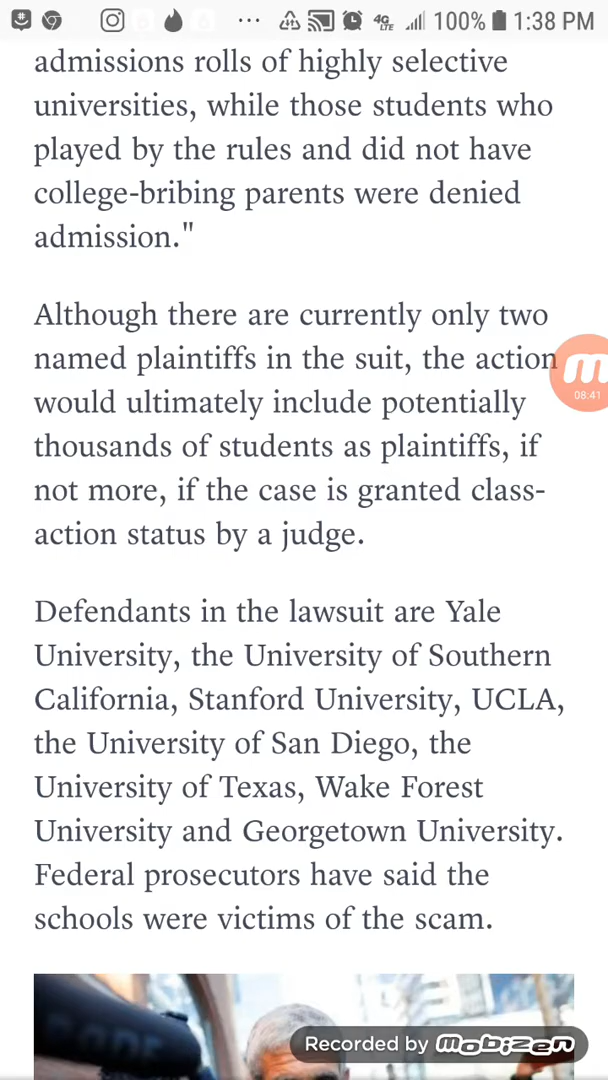 4G
LTE
100%
1:38 PM
admissions rolls of highly selective
universities, while those students who
played by the rules and did not have
college-bribing parents were denied
admission."
Although there are currently only two
named plaintiffs in the suit, the action
would ultimately include potentially
thousands of students as plaintiffs, if
not more, if the case is granted class-
action status by a judge.
08:41
Defendants in the lawsuit are Yale
University, the University of Southern
California, Stanford University, UCLA,
the University of San Diego, the
University of Texas, Wake Forest
University and Georgetown University.
Federal prosecutors have said the
schools were victims of the scam.
Recorded by mobizen